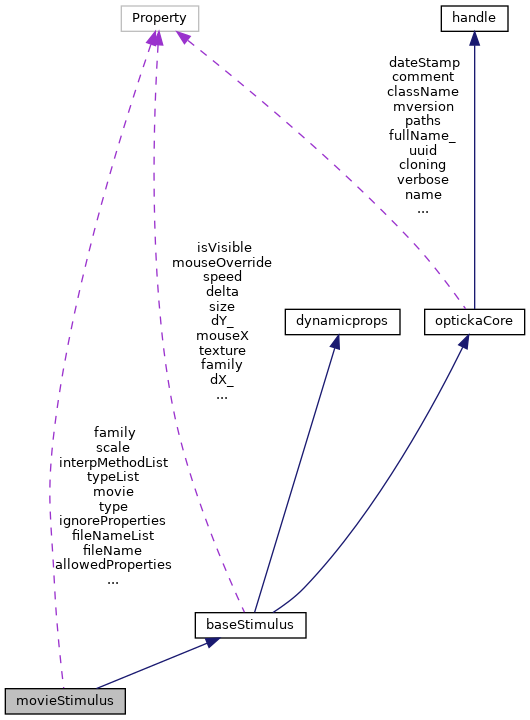 Property
handle
dateStamp
comment
className
mversion
paths
fullName_
uuid
cloning
verbose
name
...
isVisible
mouseOverride
speed
delta
size
dY_
mouseX
texture
family
dX_
...
dynamicprops
optickaCore
family
scale
interpMethodList
typeList
movie
type
ignoreProperties
fileNameList
fileName
allowedProperties
...
baseStimulus
movieStimulus